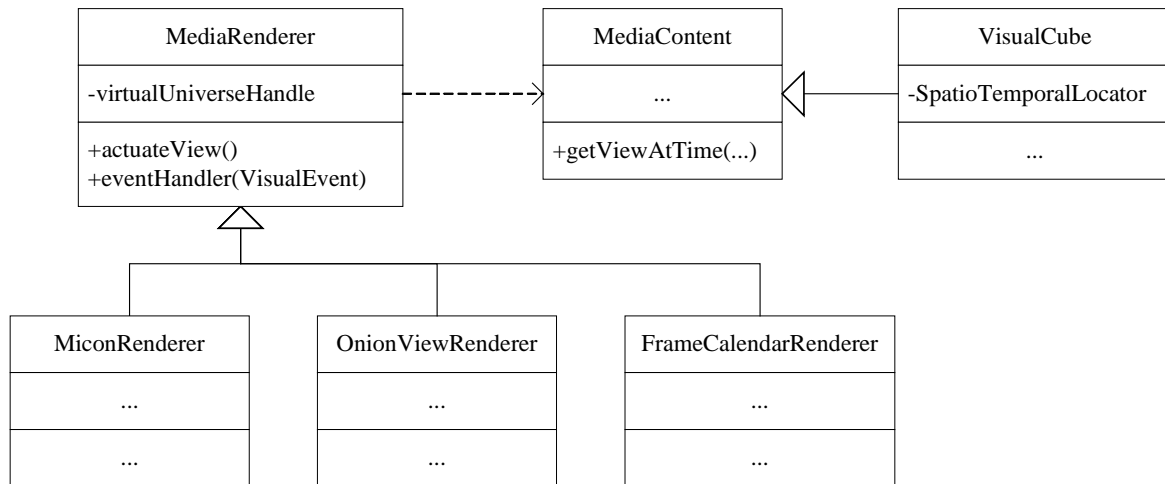 MediaRenderer
-virtualUniverseHandle
+actuateView()
+eventHandler(VisualEvent)
MediaContent
...
+getViewAtTime(...)
VisualCube
-SpatioTemporalLocator
...
MiconRenderer
...
...
OnionViewRenderer
...
...
FrameCalendarRenderer
...
...